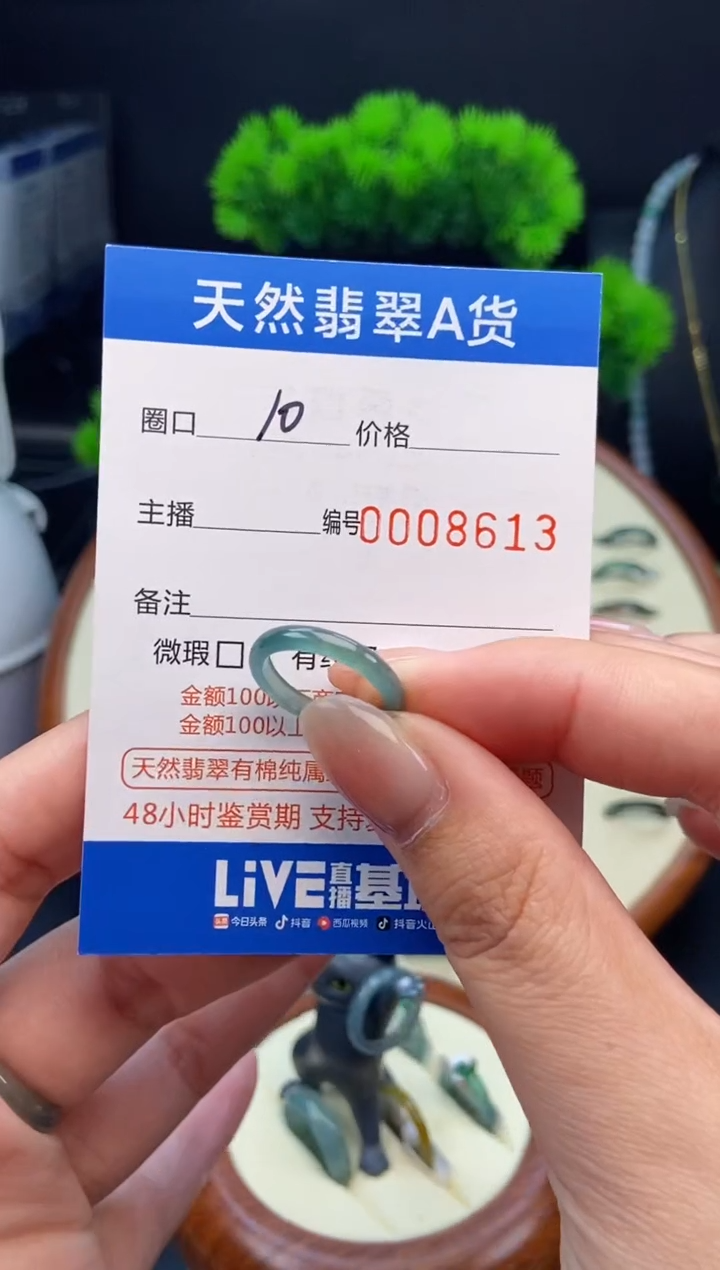 天然翡翠A货
圈口 10 价格
主播 编号0008613
备注
微瑕 有
金额100
金额100以上
天然翡翠有棉纯属 题
48小时鉴赏期 支持
LiVE直播基
今日头条 抖音 西瓜视频 抖音火山